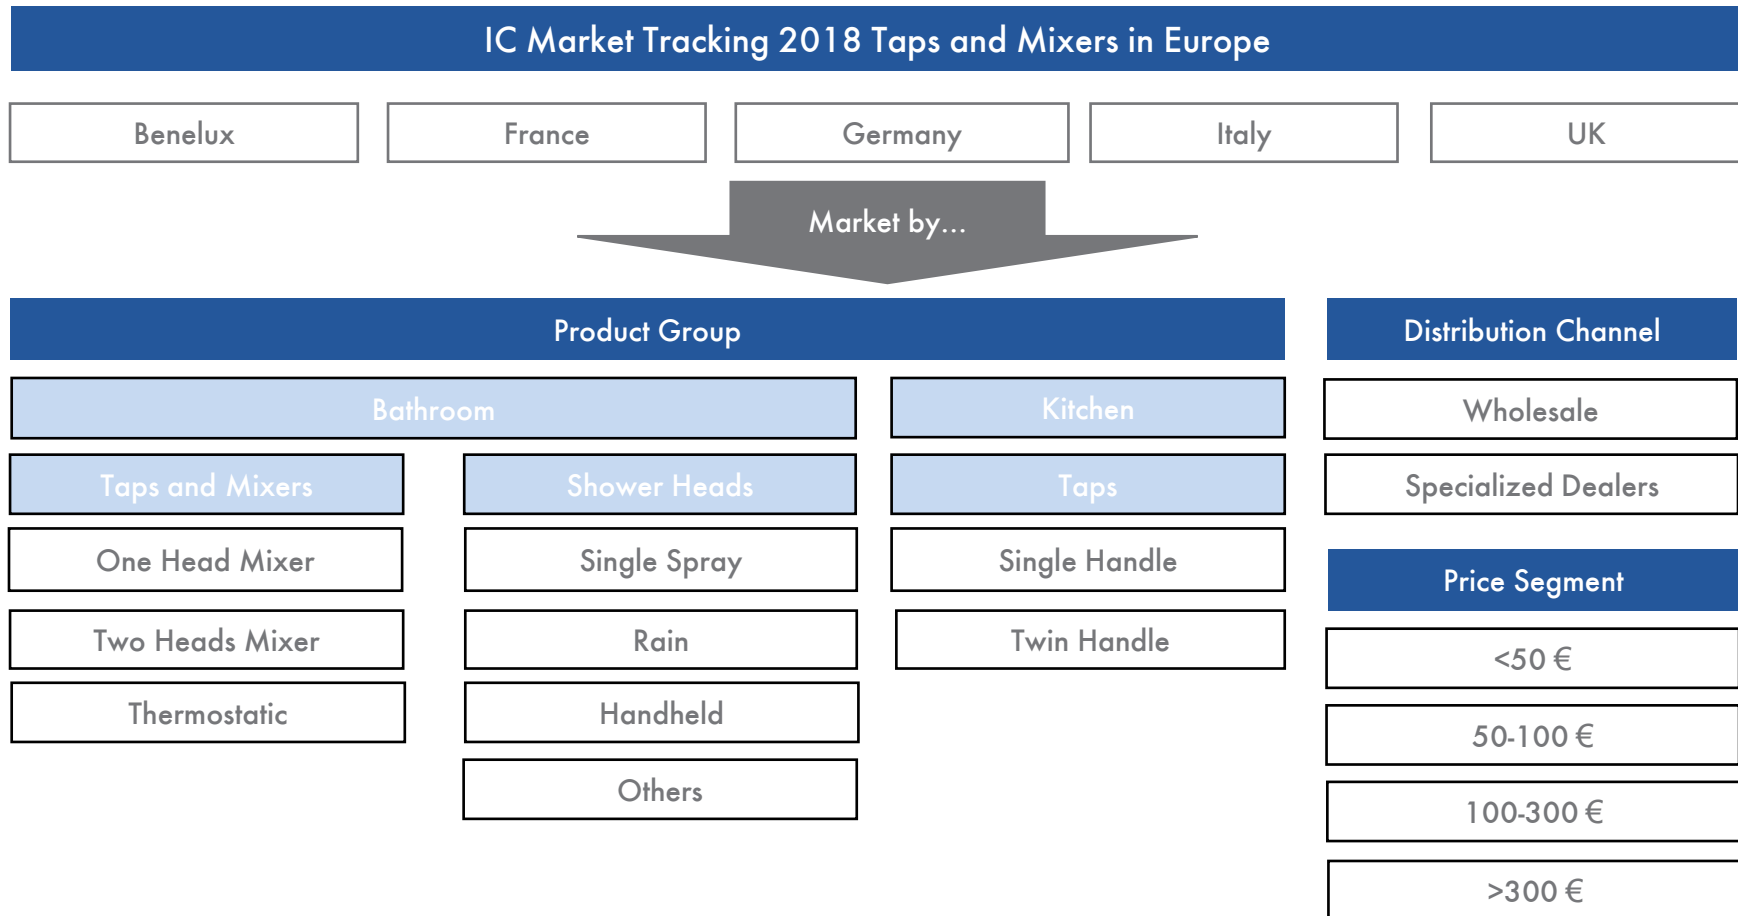 IC Market Tracking 2018 Taps and Mixers in Europe
Benelux
France
Germany
Italy
UK
Market by...
Product Group
Bathroom
Kitchen
Taps and Mixers
Shower Heads
Taps
One Head Mixer
Single Spray
Single Handle
Two Heads Mixer
Rain
Twin Handle
Thermostatic
Handheld
Others
Distribution Channel
Wholesale
Specialized Dealers
Price Segment
<50 €
50-100 €
100-300 €
>300 €